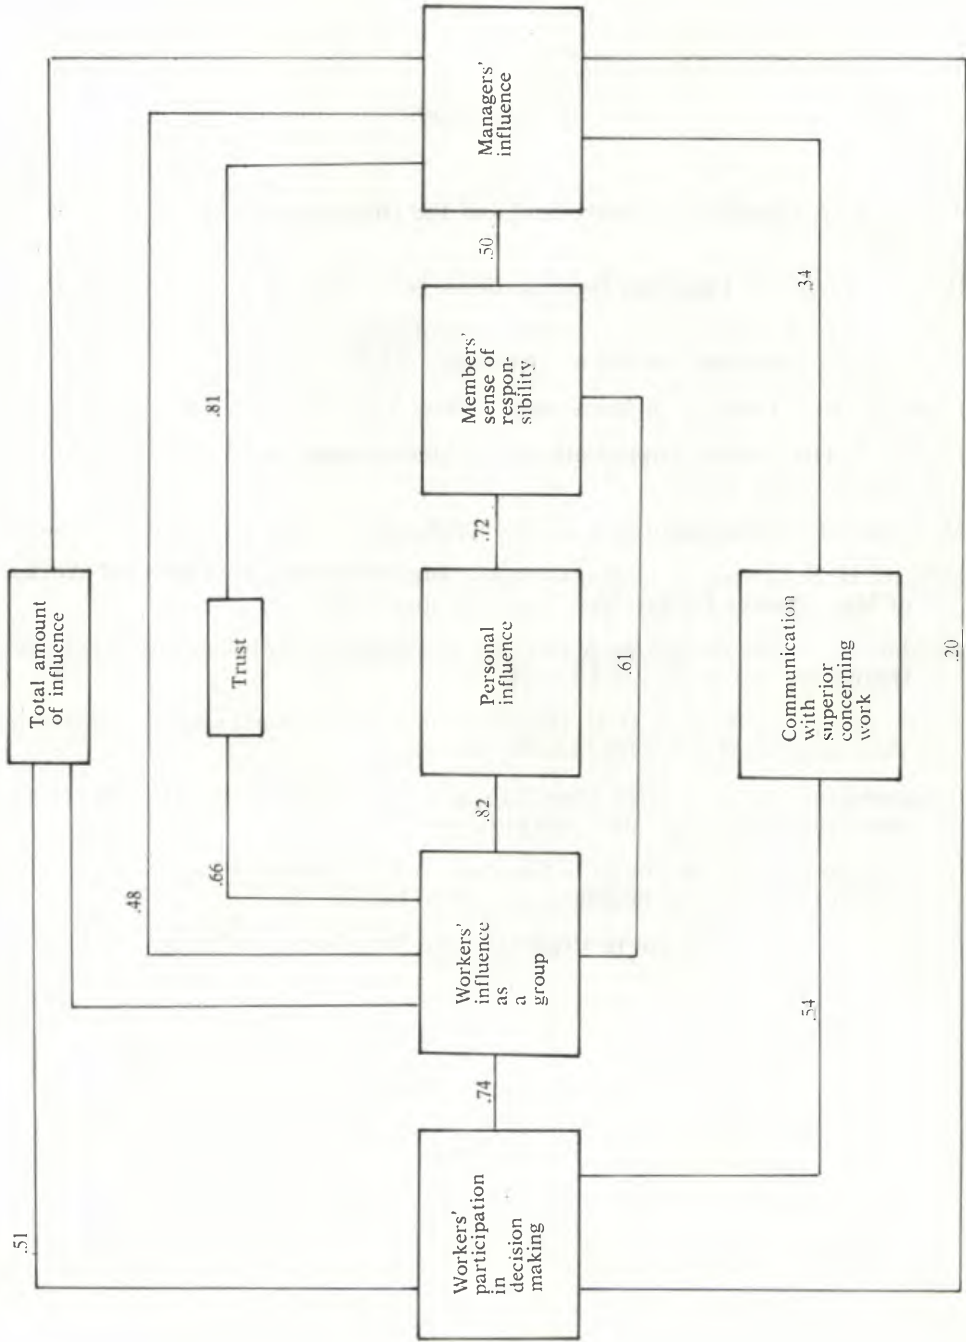 Total amount
of influence
.51
.48
.81
Trust
.66
Workers'
participation
in
decision
making
.74
Workers'
influence
as
a
group
.82
Personal
influence
.72
Members'
sense of
respon-
sibility
.50
Managers'
influence
.61
.34
Communication
with
superior
concerning
work
.54
.20